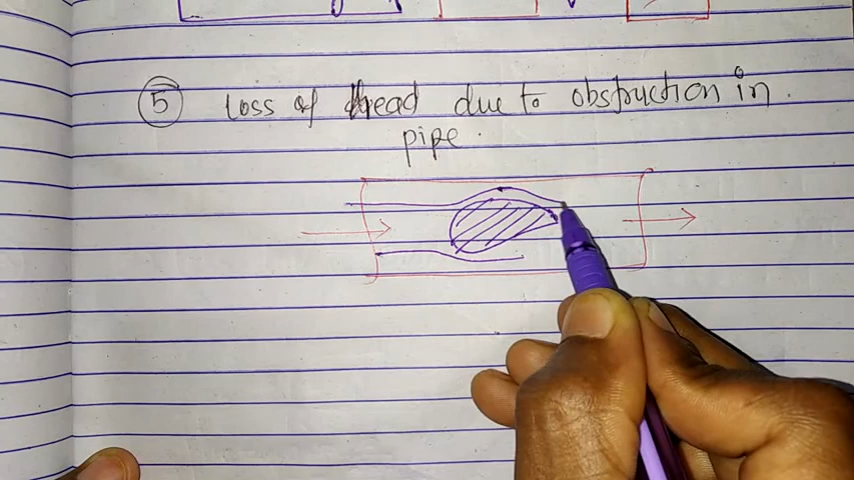 5 Loss of head due to obstruction in.
pipe.